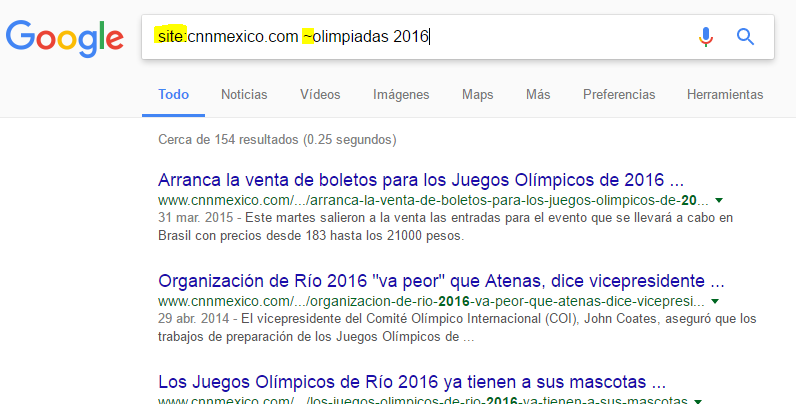 Google
site:cnnmexico.com ~olimpiadas 2016
Todo Noticias Vídeos Imágenes Maps Más Preferencias Herramientas
Cerca de 154 resultados (0.25 segundos)
Arranca la venta de boletos para los Juegos Olímpicos de 2016 ...
www.cnnmexico.com/.../arranca-la-venta-de-boletos-para-los-juegos-olimpicos-de-20...
31 mar. 2015 - Este martes salieron a la venta las entradas para el evento que se llevará a cabo en
Brasil con precios desde 183 hasta los 21000 pesos.
Organización de Río 2016 "va peor" que Atenas, dice vicepresidente ...
www.cnnmexico.com/.../organizacion-de-rio-2016-va-peor-que-atenas-dice-vicepresi...
29 abr. 2014 - El vicepresidente del Comité Olímpico Internacional (COI), John Coates, aseguró que los
trabajos de preparación de los Juegos Olímpicos de ...
Los Juegos Olímpicos de Río 2016 ya tienen a sus mascotas ...
www.cnnmexico.com/.../los-juegos-olimpicos-de-rio-2016-va-tienen-a-sus-mascotas